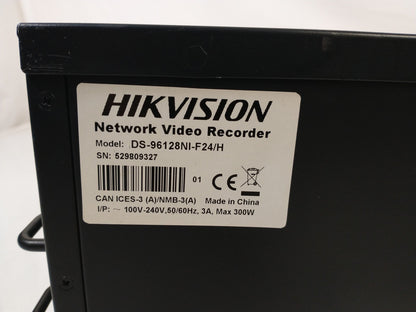 HIKVISION
Network Video Recorder
Model: DS-96128NI-F24/H
SN: 529809327
01 CE
CAN ICES-3 (A)/NMB-3(A) Made in China
I/P: ⎓ 100V-240V,50/60Hz, 3A, Max 300W